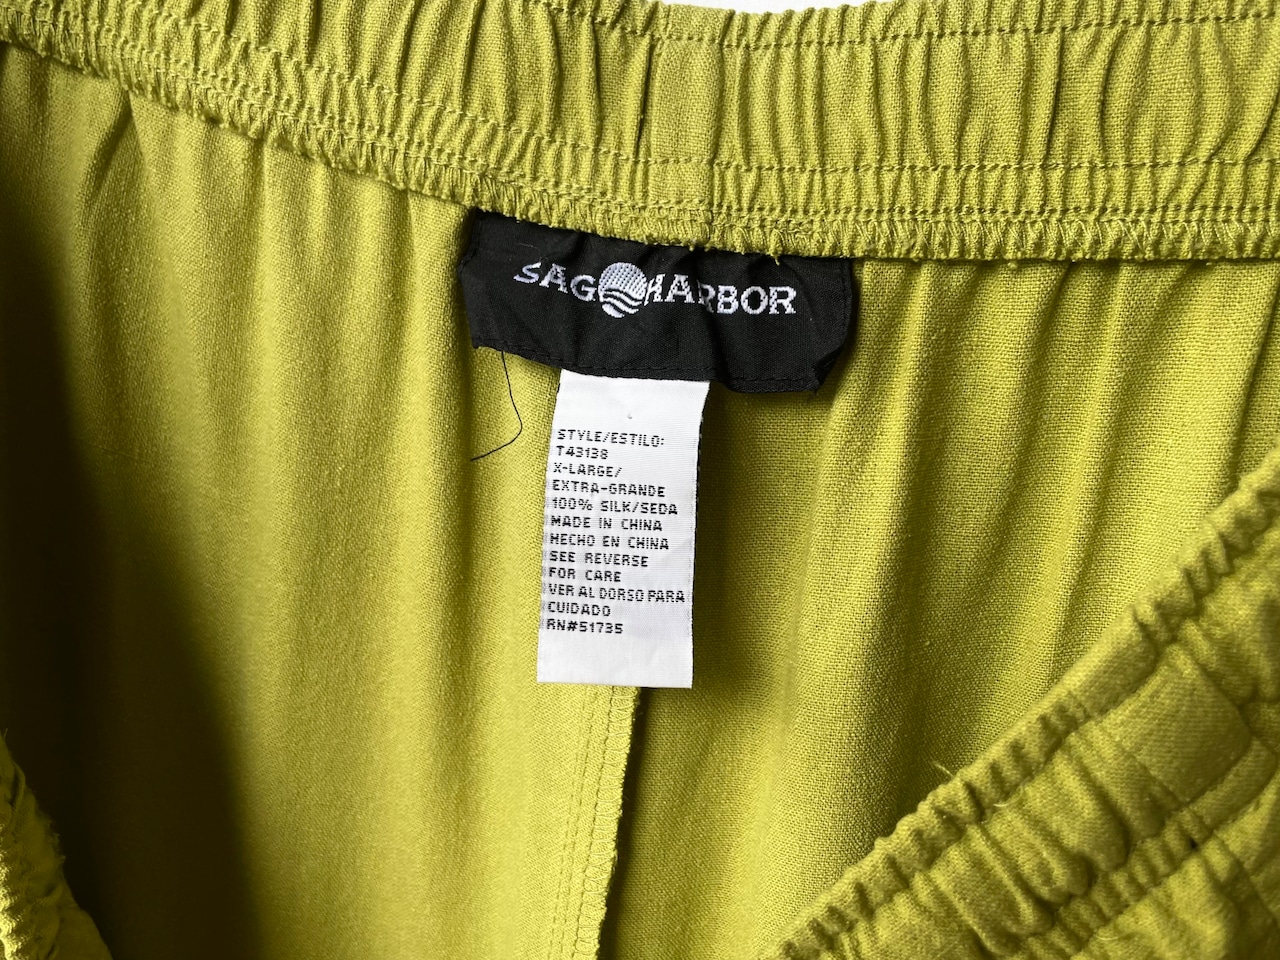 SAG HARBOR
STYLE/ESTILO:
T43138
X-LARGE/
EXTRA-GRANDE
100% SILK/SEDA
MADE IN CHINA
HECHO EN CHINA
SEE REVERSE
FOR CARE
VER AL DORSO PARA
CUIDADO
RN#51735